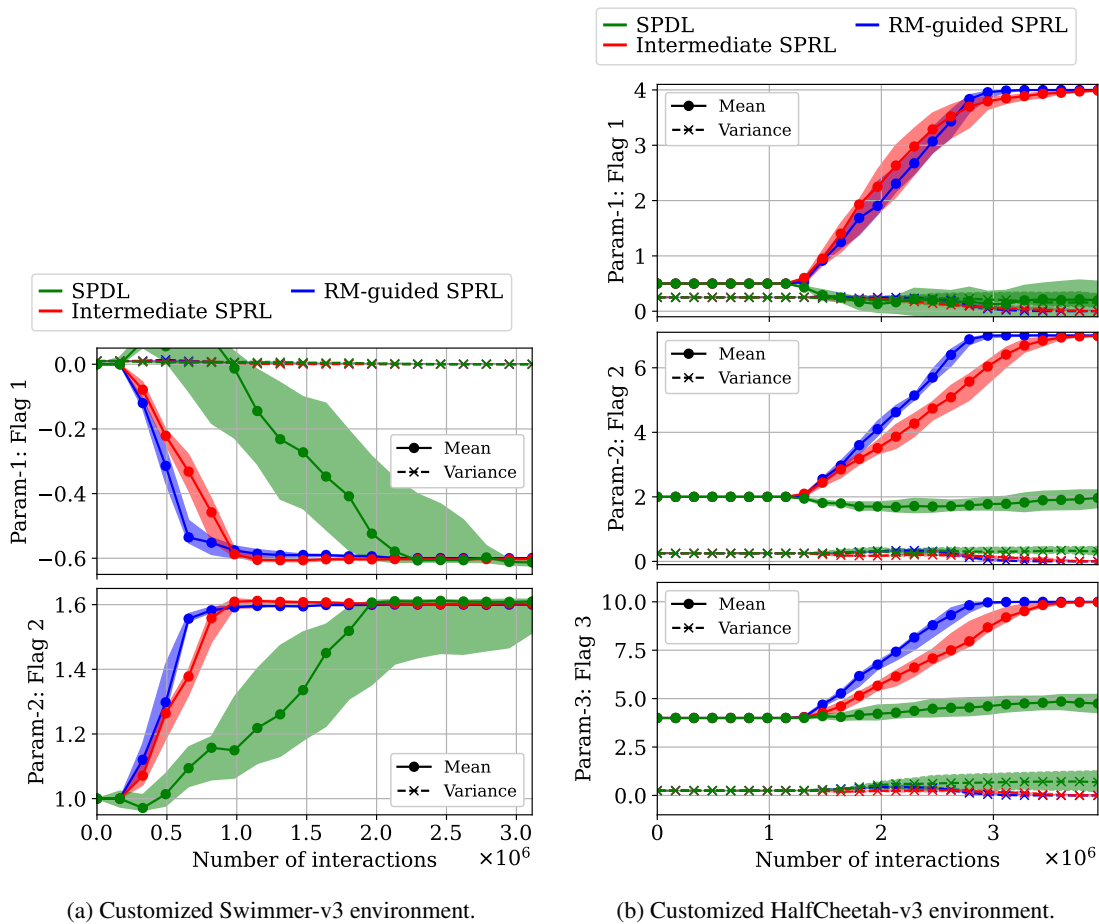 SPDL
RM-guided SPRL
Intermediate SPRL
0.0
−0.2
−0.4
−0.6
Param-1: Flag 1
Mean
Variance
1.6
1.4
1.2
1.0
Param-2: Flag 2
Mean
Variance
0.0 0.5 1.0 1.5 2.0 2.5 3.0
Number of interactions ×10⁶
(a) Customized Swimmer-v3 environment.
SPDL
RM-guided SPRL
Intermediate SPRL
4
3
2
1
0
Param-1: Flag 1
Mean
Variance
6
4
2
0
Param-2: Flag 2
Mean
Variance
10.0
7.5
5.0
2.5
0.0
Param-3: Flag 3
Mean
Variance
0 1 2 3
Number of interactions ×10⁶
(b) Customized HalfCheetah-v3 environment.